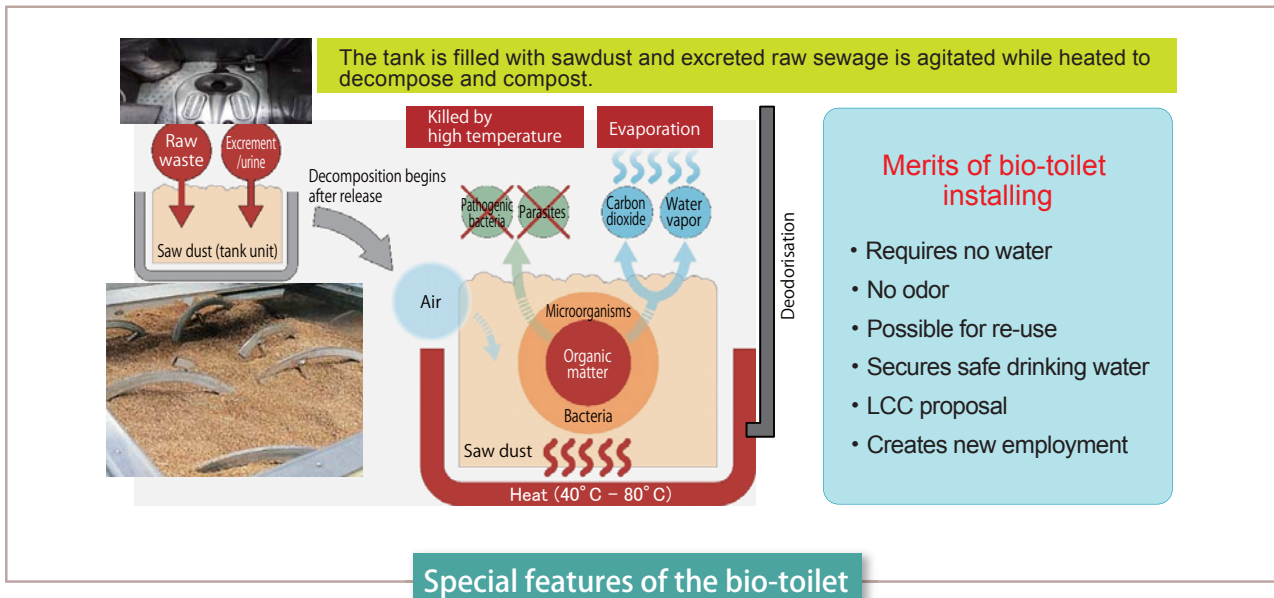 The tank is filled with sawdust and excreted raw sewage is agitated while heated to
decompose and compost.
Raw
waste
Excrement
/urine
Saw dust (tank unit)
Decomposition begins
after release
Killed by
high temperature
Evaporation
Pathogenic
bacteria
Parasites
Carbon
dioxide
Water
vapor
Air
Microorganisms
Organic
matter
Bacteria
Saw dust
Heat (40°C - 80°C)
Deodorisation
Merits of bio-toilet
installing
・Requires no water
・No odor
・Possible for re-use
・Secures safe drinking water
・LCC proposal
・Creates new employment
Special features of the bio-toilet